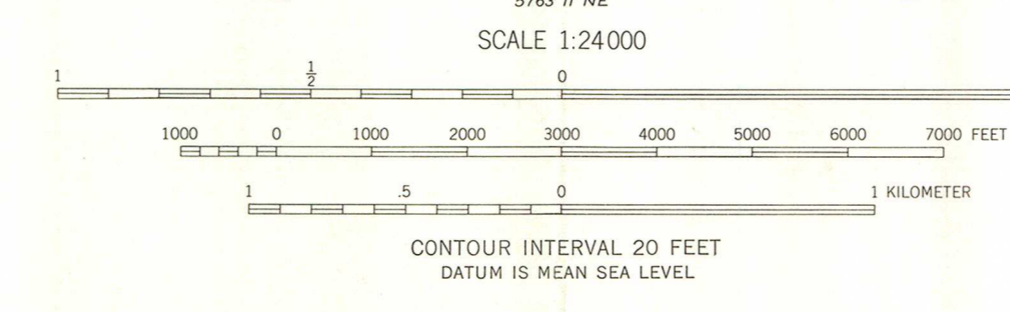 SCALE 1:24000
1 1/2 0
1000 0 1000 2000 3000 4000 5000 6000 7000 FEET
1 .5 0 1 KILOMETER
CONTOUR INTERVAL 20 FEET
DATUM IS MEAN SEA LEVEL